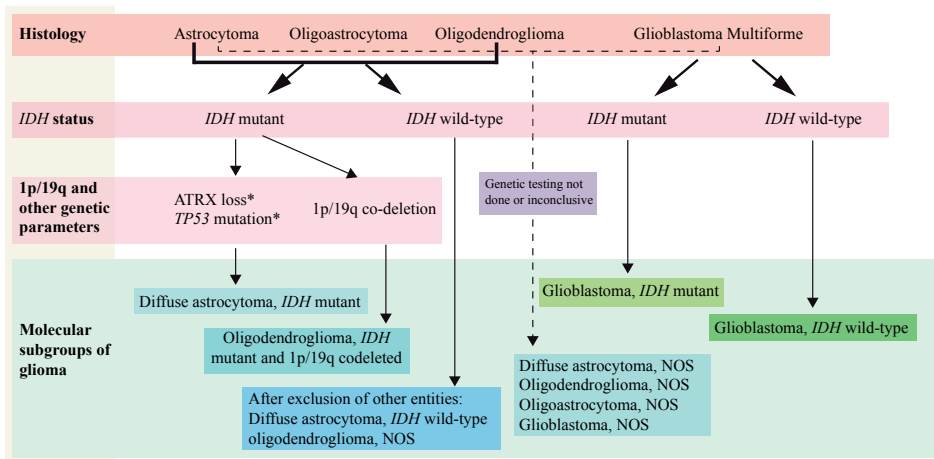 Histology
Astrocytoma
Oligoastrocytoma
Oligodendroglioma
Glioblastoma Multiforme
IDH status
IDH mutant
IDH wild-type
IDH mutant
IDH wild-type
1p/19q and
other genetic
parameters
ATRX loss*
TP53 mutation*
1p/19q co-deletion
Genetic testing not
done or inconclusive
Molecular
subgroups of
glioma
Diffuse astrocytoma, IDH mutant
Oligodendroglioma, IDH
mutant and 1p/19q codeleted
After exclusion of other entities:
Diffuse astrocytoma, IDH wild-type
oligodendroglioma, NOS
Diffuse astrocytoma, NOS
Oligodendroglioma, NOS
Oligoastrocytoma, NOS
Glioblastoma, NOS
Glioblastoma, IDH mutant
Glioblastoma, IDH wild-type